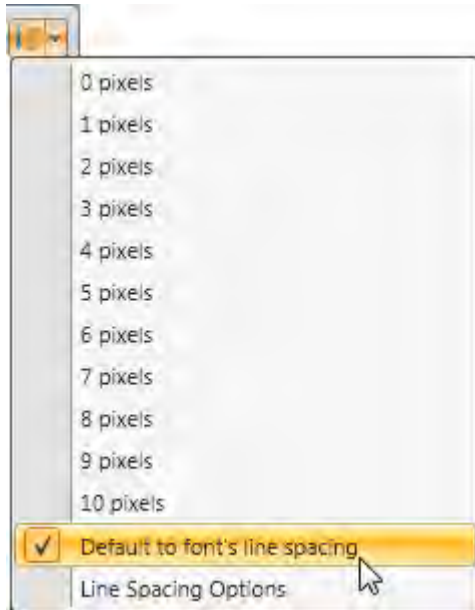 0 pixels
1 pixels
2 pixels
3 pixels
4 pixels
5 pixels
6 pixels
7 pixels
8 pixels
9 pixels
10 pixels
Default to font's line spacing
Line Spacing Options